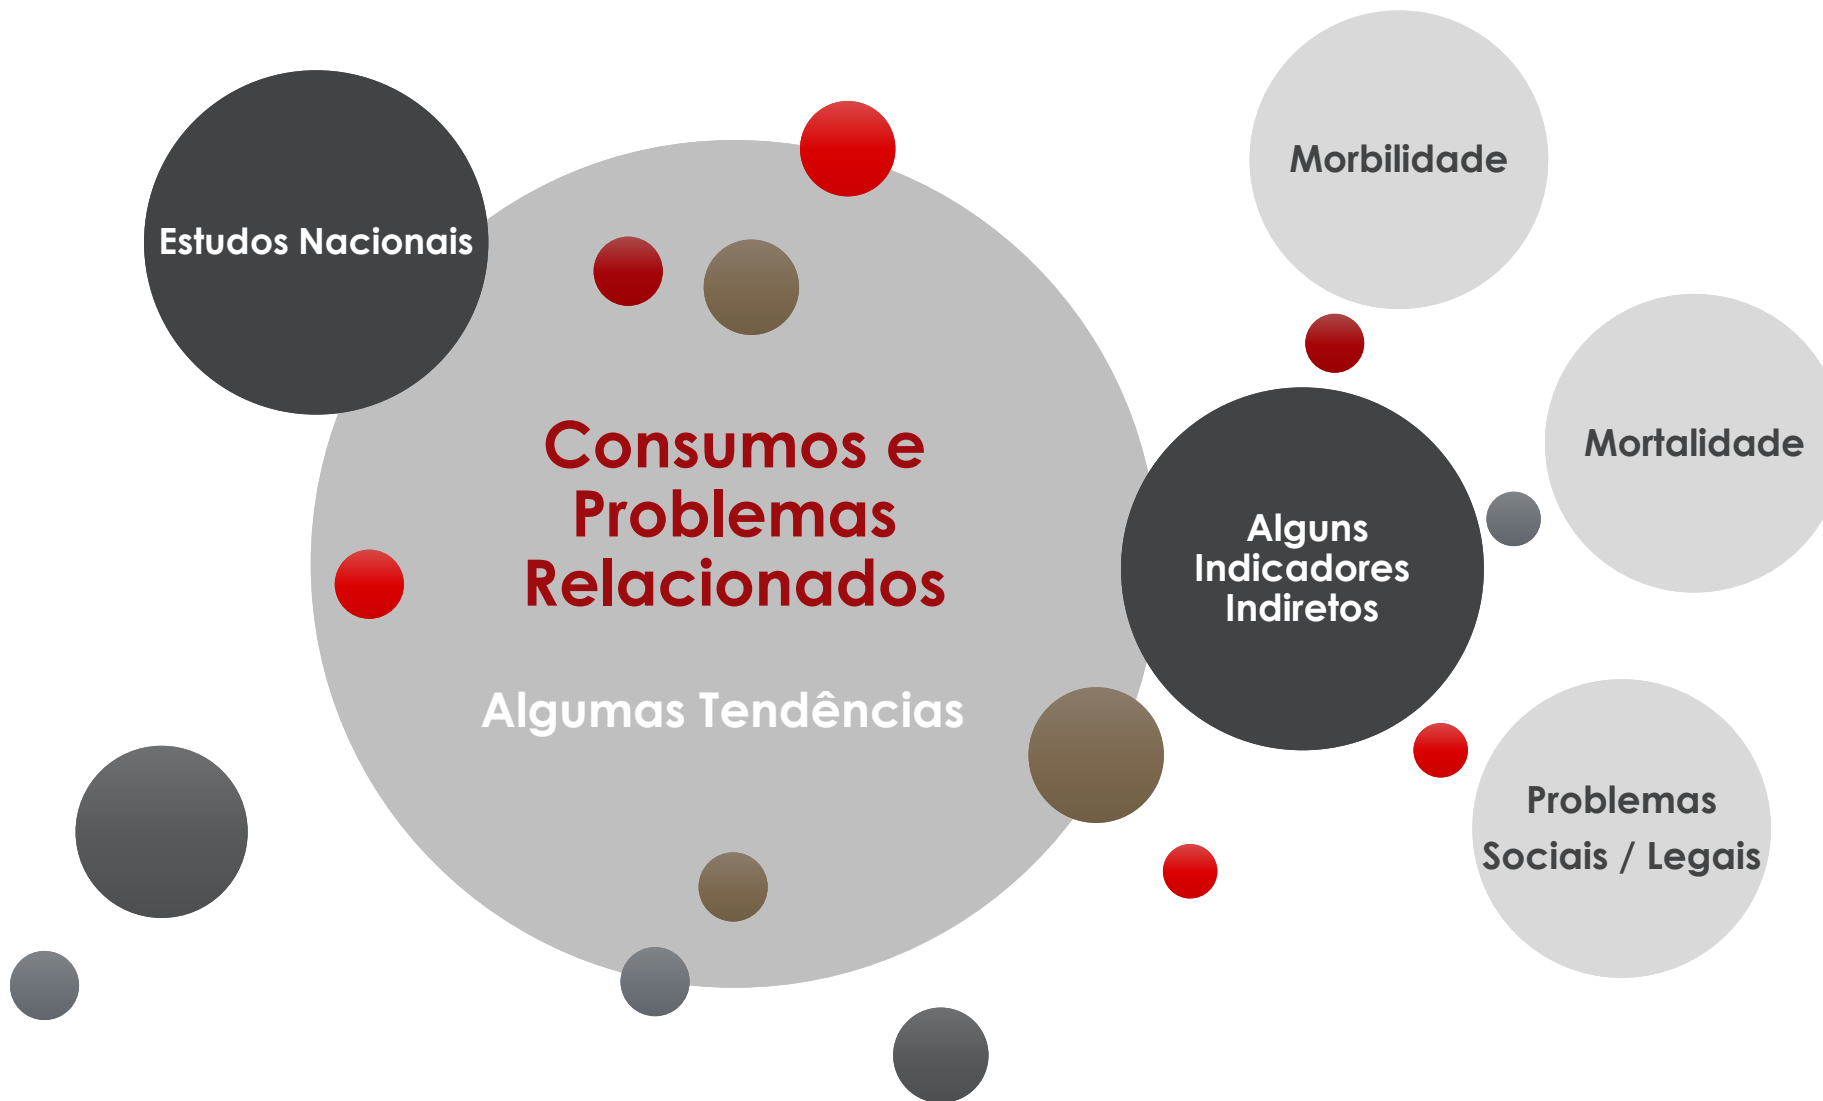 Estudos Nacionais
Consumos e
Problemas
Relacionados
Algumas Tendências
Alguns
Indicadores
Indiretos
Morbilidade
Mortalidade
Problemas
Sociais / Legais